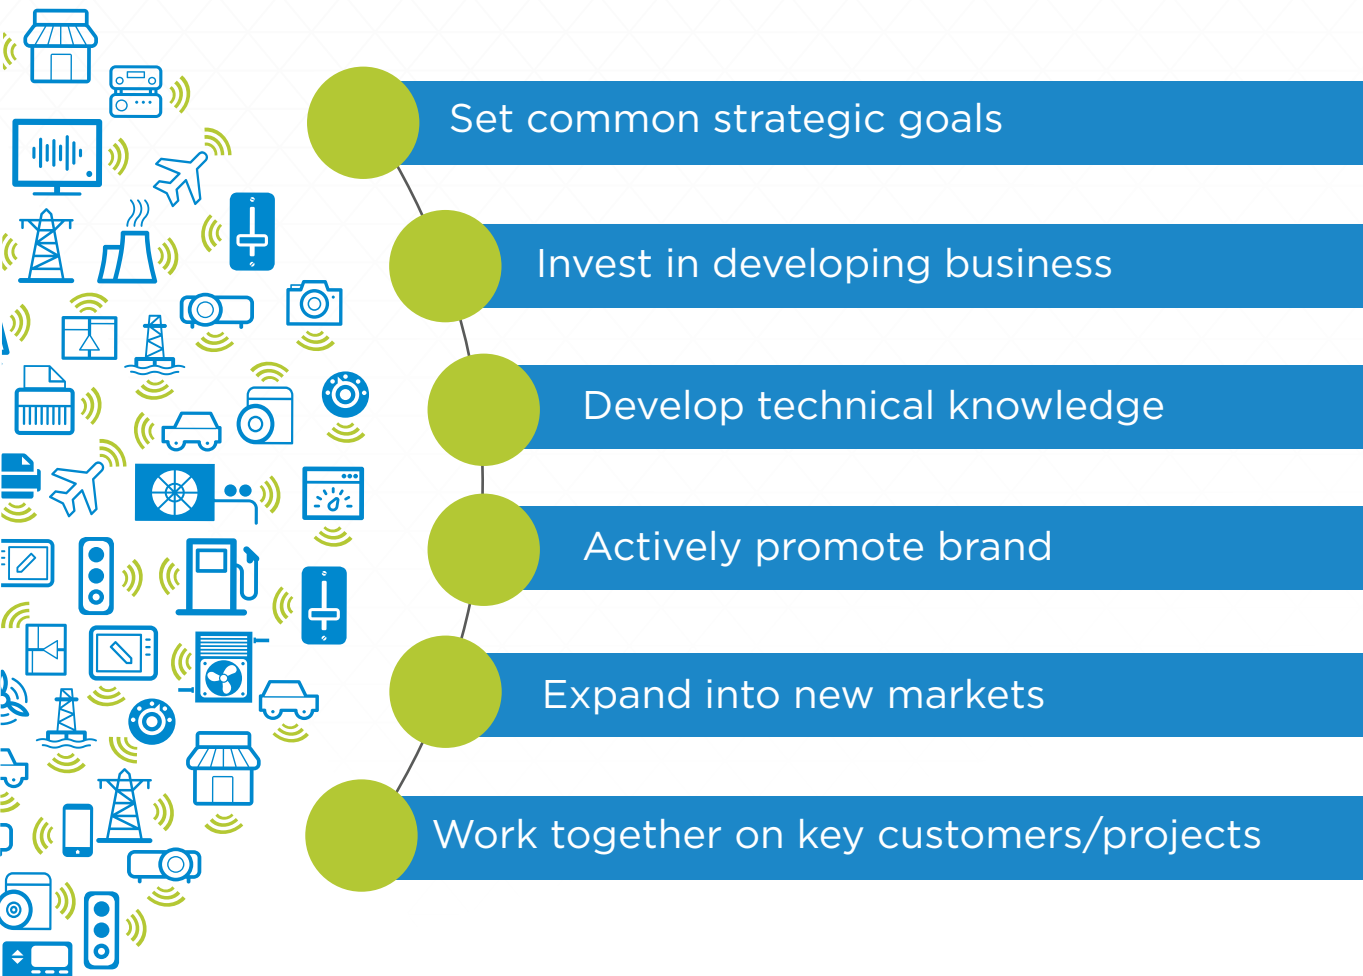 Set common strategic goals
Invest in developing business
Develop technical knowledge
Actively promote brand
Expand into new markets
Work together on key customers/projects